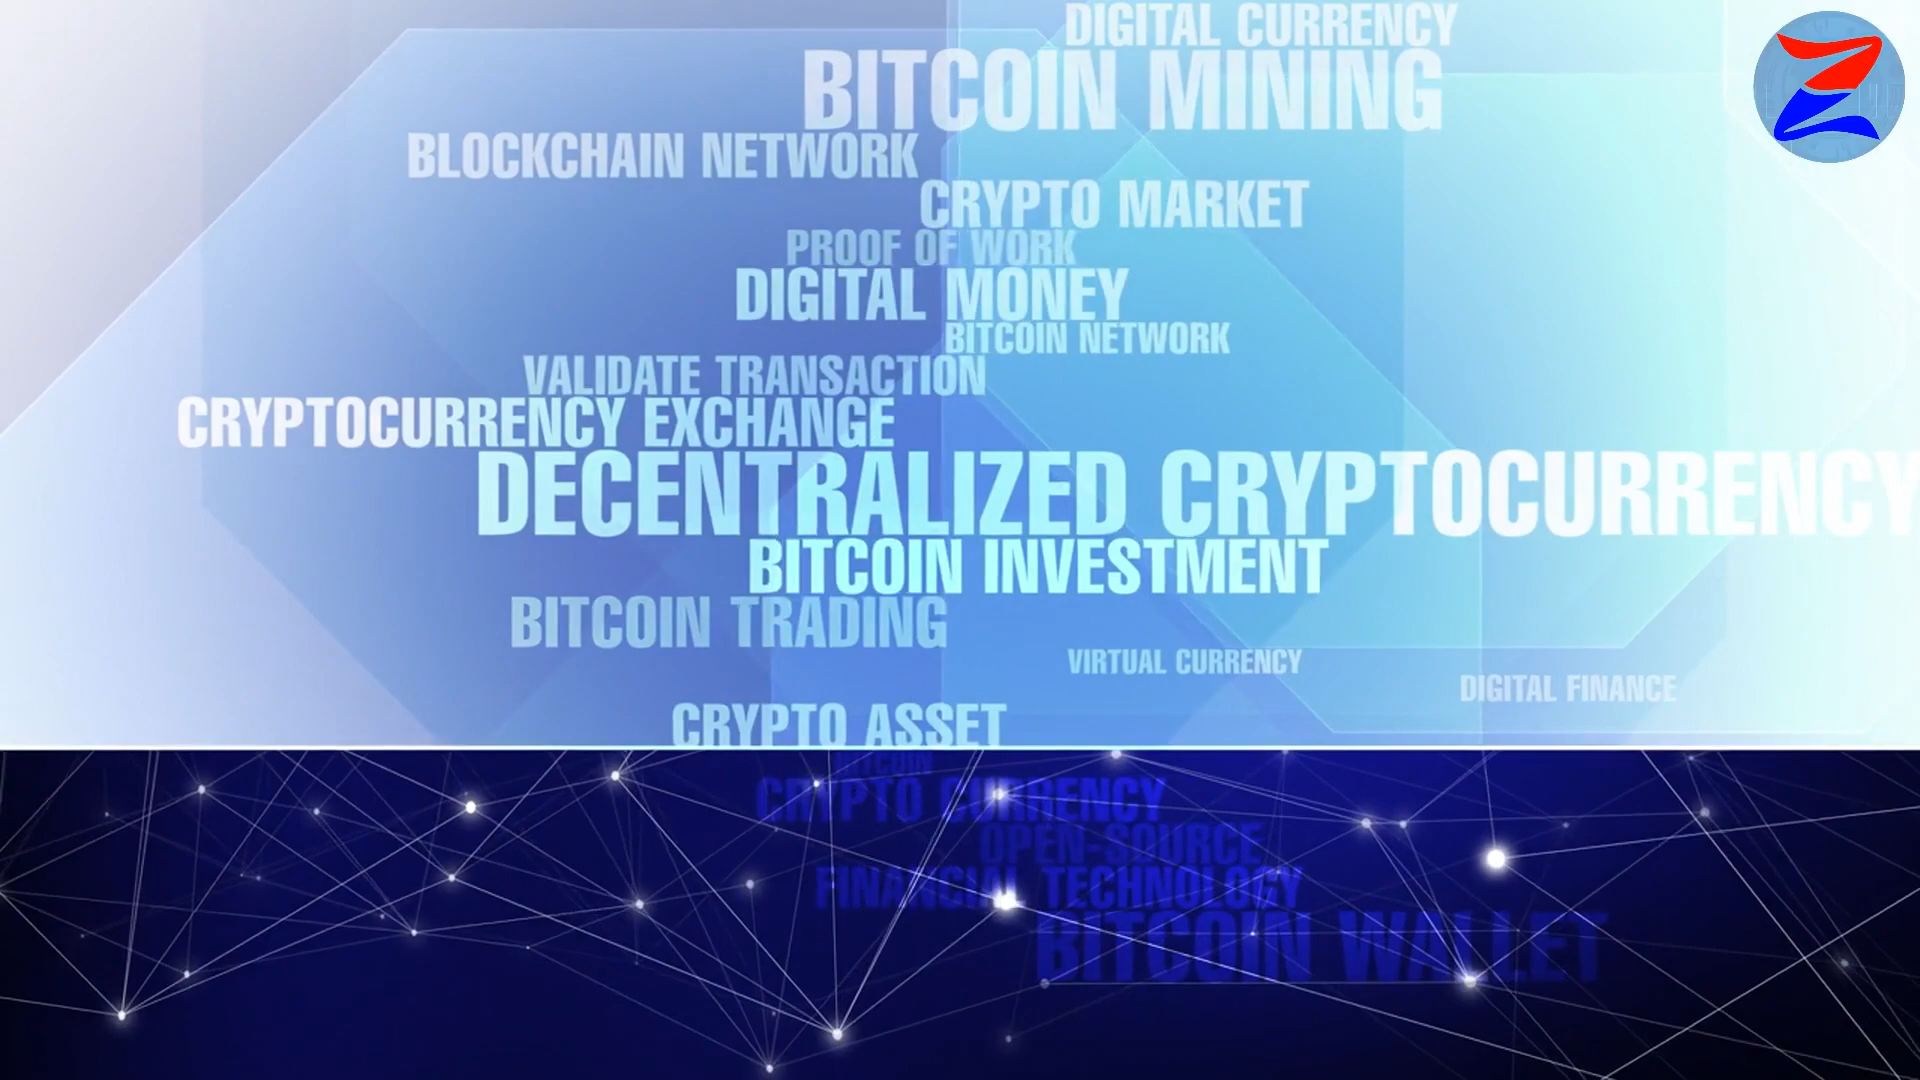 DIGITAL CURRENCY
BITCOIN MINING
BLOCKCHAIN NETWORK
CRYPTO MARKET
PROOF OF WORK
DIGITAL MONEY
BITCOIN NETWORK
VALIDATE TRANSACTION
CRYPTOCURRENCY EXCHANGE
DECENTRALIZED CRYPTOCURRENCY
BITCOIN INVESTMENT
BITCOIN TRADING
VIRTUAL CURRENCY
DIGITAL FINANCE
CRYPTO ASSET
BITCOIN
CRYPTO CURRENCY
OPEN-SOURCE
FINANCIAL TECHNOLOGY
BITCOIN WALLET